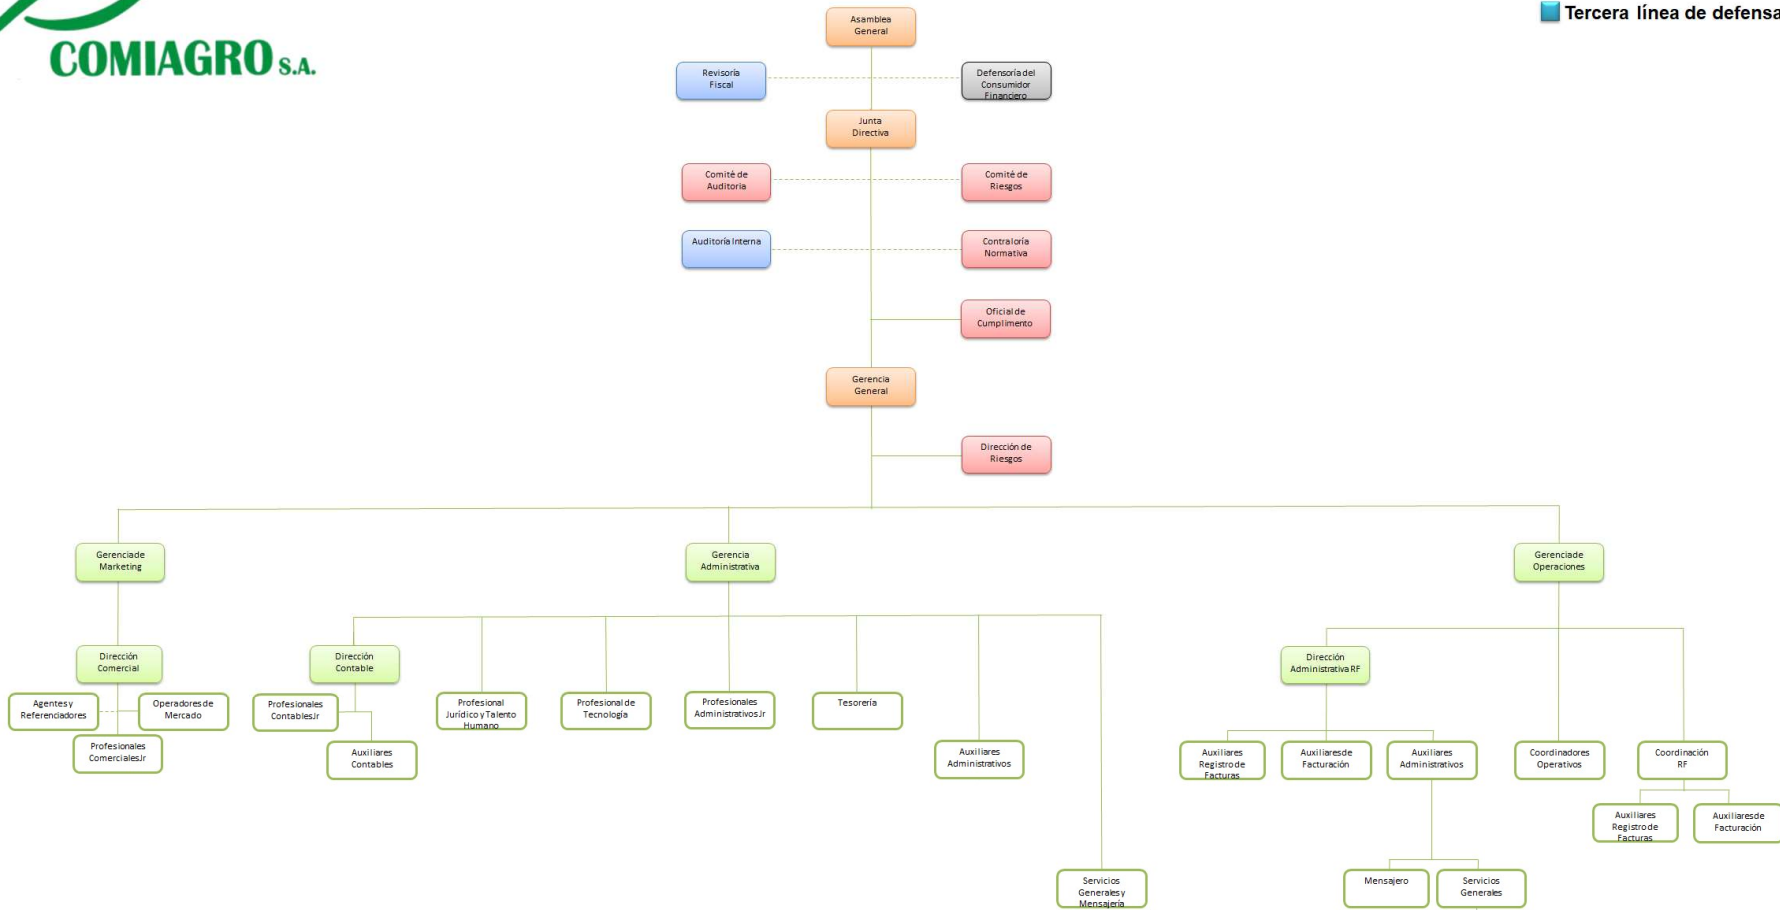 Tercera línea de defensa
COMIAGRO S.A.
Asamblea
General
Revisoría
Fiscal
Defensoría del
Consumidor
Financiero
Junta
Directiva
Comité de
Auditoria
Comité de
Riesgos
Auditoría Interna
Contraloría
Normativa
Oficial de
Cumplimento
Gerencia
General
Dirección de
Riesgos
Gerencia de
Marketing
Gerencia
Administrativa
Gerencia de
Operaciones
Dirección
Comercial
Agentes y
Referenciadores
Operadores de
Mercado
Profesionales
Comerciales Jr
Dirección
Contable
Profesionales
Contables Jr
Auxiliares
Contables
Profesional
Jurídico y Talento
Humano
Profesional de
Tecnología
Profesionales
Administrativos Jr
Tesorería
Auxiliares
Administrativos
Servicios
Generales y
Mensajería
Dirección
Administrativa RF
Auxiliares
Registro de
Facturas
Auxiliares de
Facturación
Auxiliares
Administrativos
Mensajero
Servicios
Generales
Coordinadores
Operativos
Coordinación
RF
Auxiliares
Registro de
Facturas
Auxiliares de
Facturación